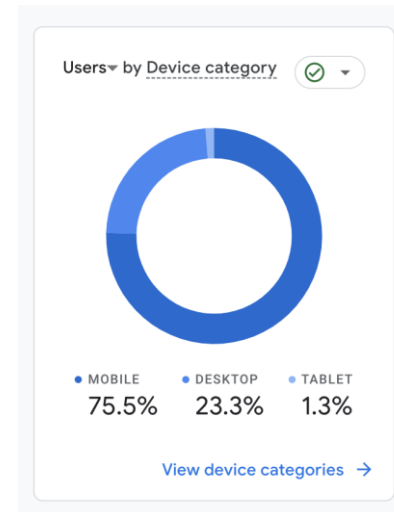 Users by Device category
MOBILE DESKTOP TABLET
75.5% 23.3% 1.3%
View device categories